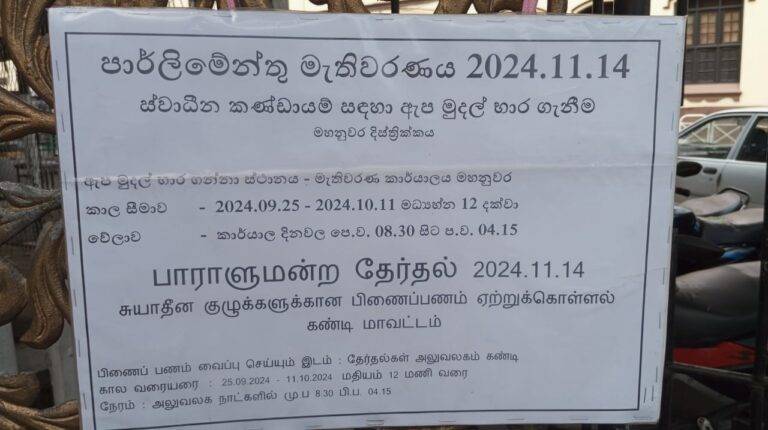 පාර්ලිමේන්තු මැතිවරණය 2024.11.14
ස්වාධීන කණ්ඩායම් සඳහා ඇප මුදල් භාර ගැනීම
මහනුවර දිස්ත්‍රික්කය
ඇප මුදල් භාර ගන්නා ස්ථානය - මැතිවරණ කාර්යාලය මහනුවර
කාල සීමාව - 2024.09.25 - 2024.10.11 මධ්‍යහ්න 12 දක්වා
වේලාව - කාර්යාල දිනවල පෙ.ව. 08.30 සිට ප.ව. 04.15
பாராளுமன்ற தேர்தல் 2024.11.14
சுயாதீன குழுக்களுக்கான பிணைப்பணம் ஏற்றுக்கொள்ளல்
கண்டி மாவட்டம்
பிணைப் பணம் வைப்பு செய்யும் இடம் : தேர்தல்கள் அலுவலகம் கண்டி
கால வரையரை : 25.09.2024 - 11.10.2024 மதியம் 12 மணி வரை
நேரம் : அலுவலக நாட்களில் மு.ப 8.30 பி.ப. 04.15